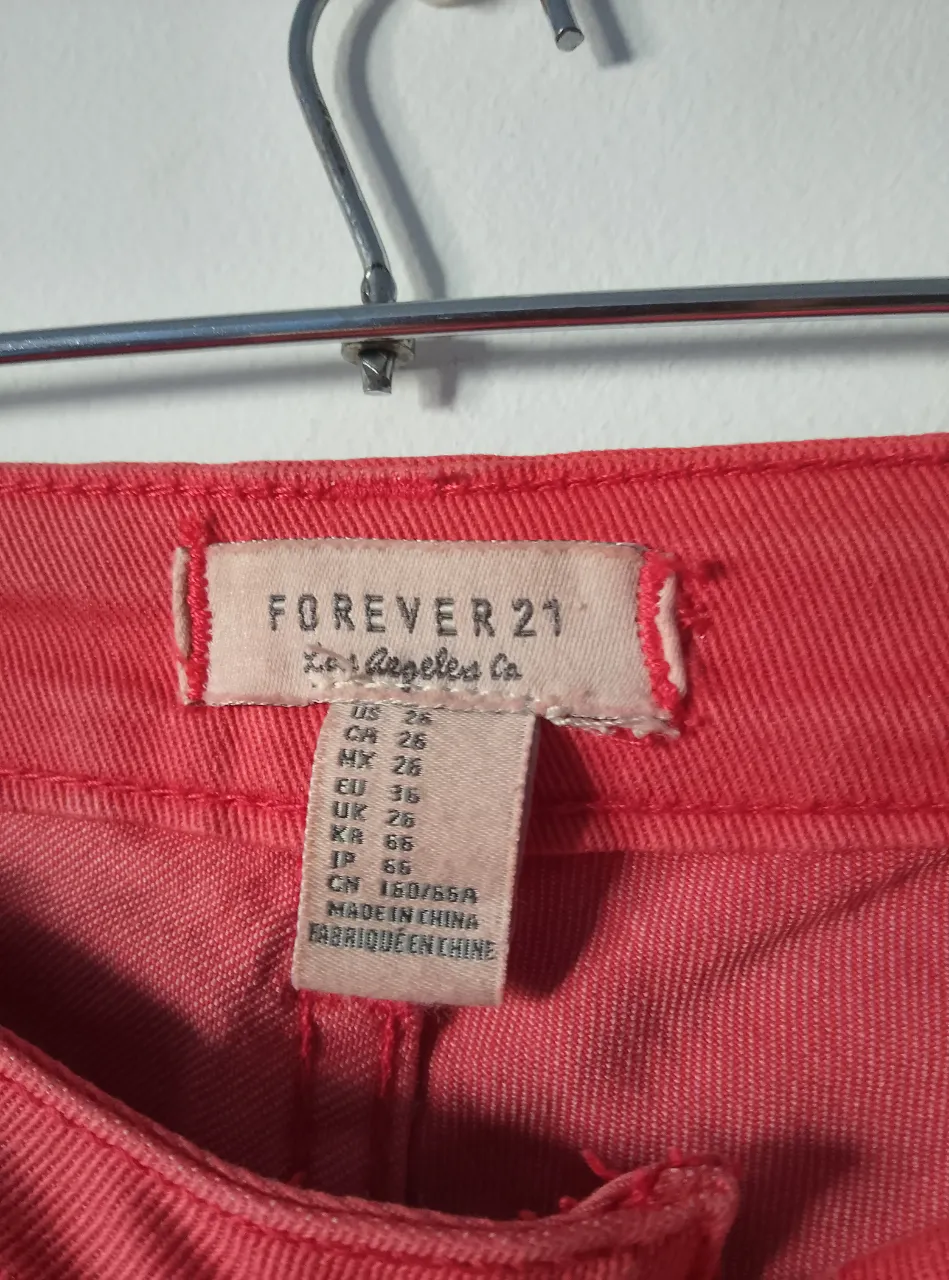 FOREVER 21
Los Angeles Ca
US 26
CA 26
MX 26
EU 36
UK 26
KR 66
JP 66
CN 160/66A
MADE IN CHINA
FABRIQUÉ EN CHINE